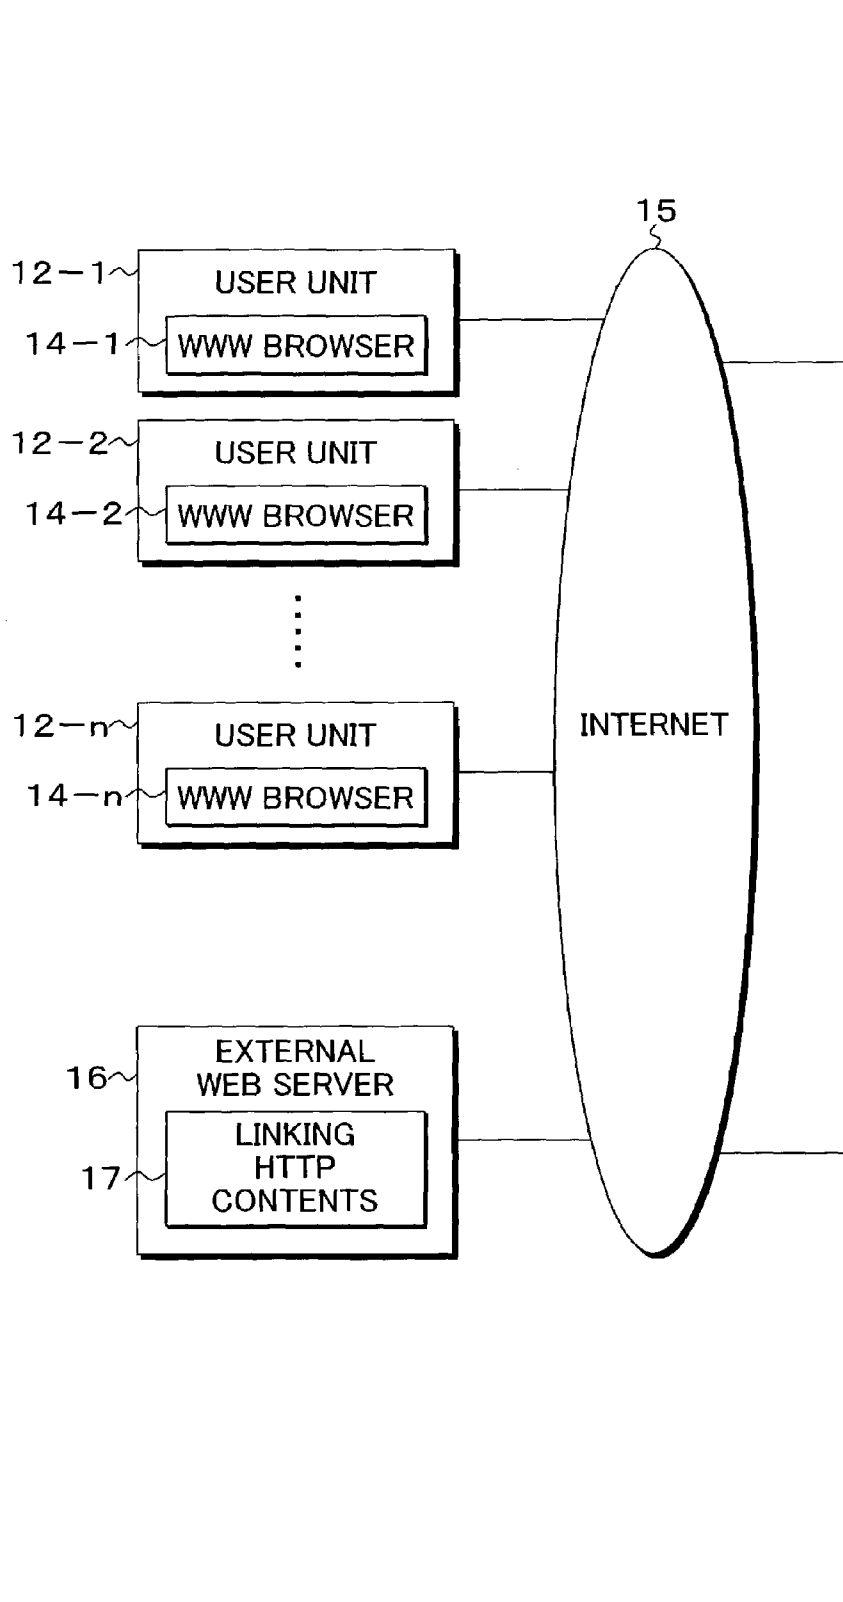 15
12-1
USER UNIT
14-1
WWW BROWSER
12-2
USER UNIT
14-2
WWW BROWSER
12-n
USER UNIT
14-n
WWW BROWSER
INTERNET
16
EXTERNAL
WEB SERVER
17
LINKING
HTTP
CONTENTS